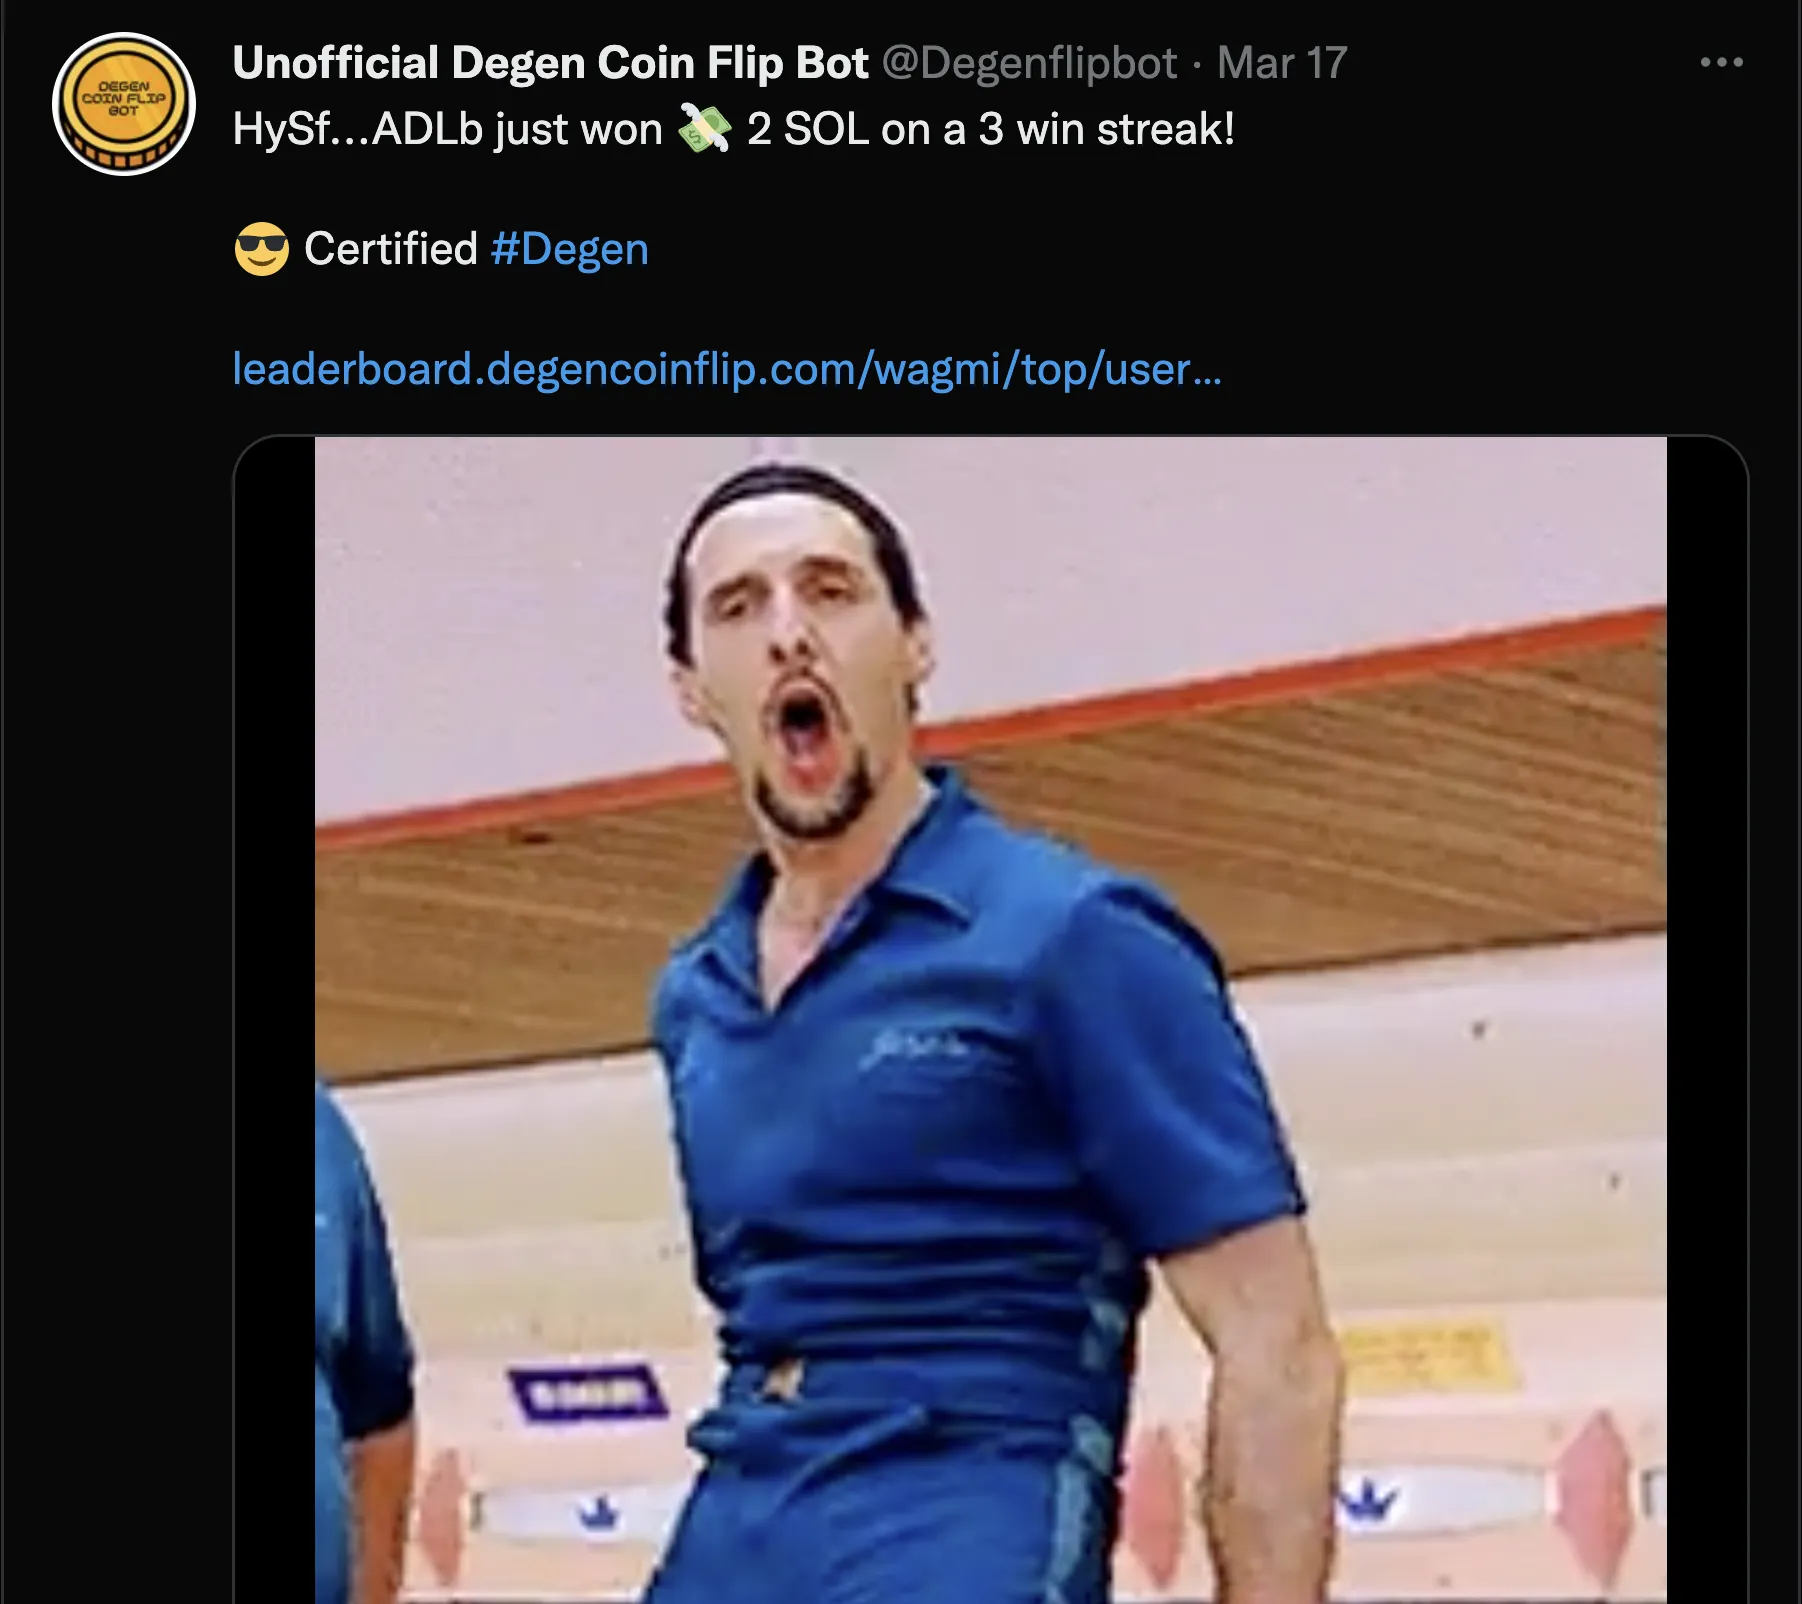 DEGEN
COIN FLIP
BOT
Unofficial Degen Coin Flip Bot @Degenflipbot · Mar 17
HySf...ADLb just won 💸 2 SOL on a 3 win streak!
😎 Certified #Degen
leaderboard.degencoinflip.com/wagmi/top/user...